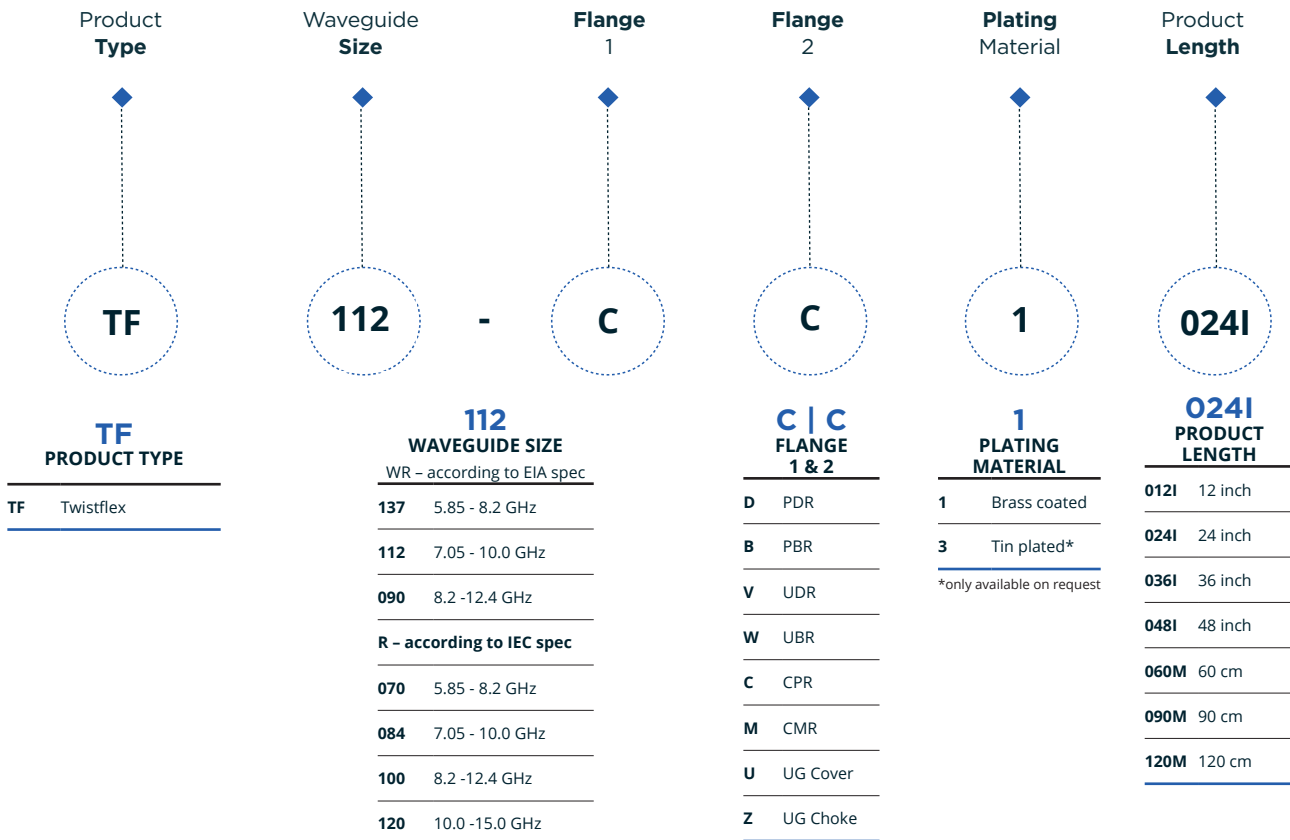 Product
Type
Waveguide
Size
Flange
1
Flange
2
Plating
Material
Product
Length
TF
112
-
C
C
1
024I
TF
PRODUCT TYPE
TF Twistflex
112
WAVEGUIDE SIZE
WR – according to EIA spec
137 5.85 - 8.2 GHz
112 7.05 - 10.0 GHz
090 8.2 -12.4 GHz
R – according to IEC spec
070 5.85 - 8.2 GHz
084 7.05 - 10.0 GHz
100 8.2 -12.4 GHz
120 10.0 -15.0 GHz
C | C
FLANGE
1 & 2
D PDR
B PBR
V UDR
W UBR
C CPR
M CMR
U UG Cover
Z UG Choke
1
PLATING
MATERIAL
1 Brass coated
3 Tin plated*
*only available on request
024I
PRODUCT
LENGTH
012I 12 inch
024I 24 inch
036I 36 inch
048I 48 inch
060M 60 cm
090M 90 cm
120M 120 cm